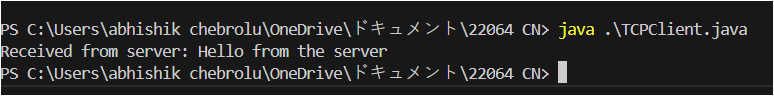 PS C:\Users\abhishik chebrolu\OneDrive\ドキュメント\22064 CN> java .\TCPClient.java
Received from server: Hello from the server
PS C:\Users\abhishik chebrolu\OneDrive\ドキュメント\22064 CN>